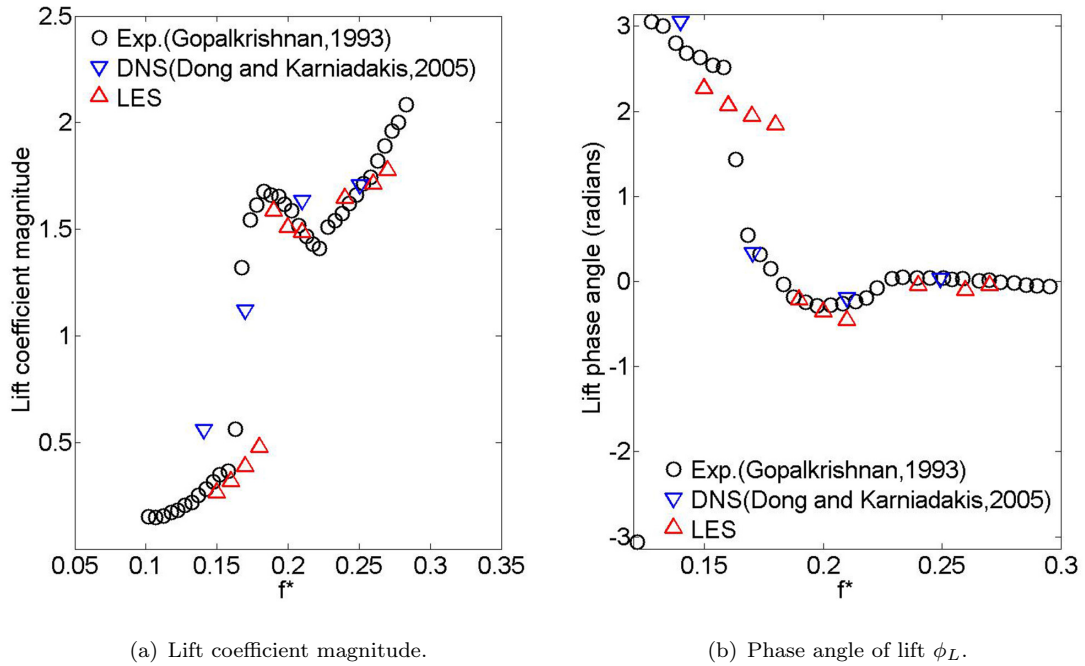 2.5
2
1.5
1
0.5
Lift coefficient magnitude
Exp.(Gopalkrishnan,1993)
DNS(Dong and Karniadakis,2005)
LES
0.05 0.1 0.15 0.2 0.25 0.3 0.35
f*
(a) Lift coefficient magnitude.
3
2
1
0
-1
-2
-3
Lift phase angle (radians)
Exp.(Gopalkrishnan,1993)
DNS(Dong and Karniadakis,2005)
LES
0.15 0.2 0.25 0.3
f*
(b) Phase angle of lift ϕL.